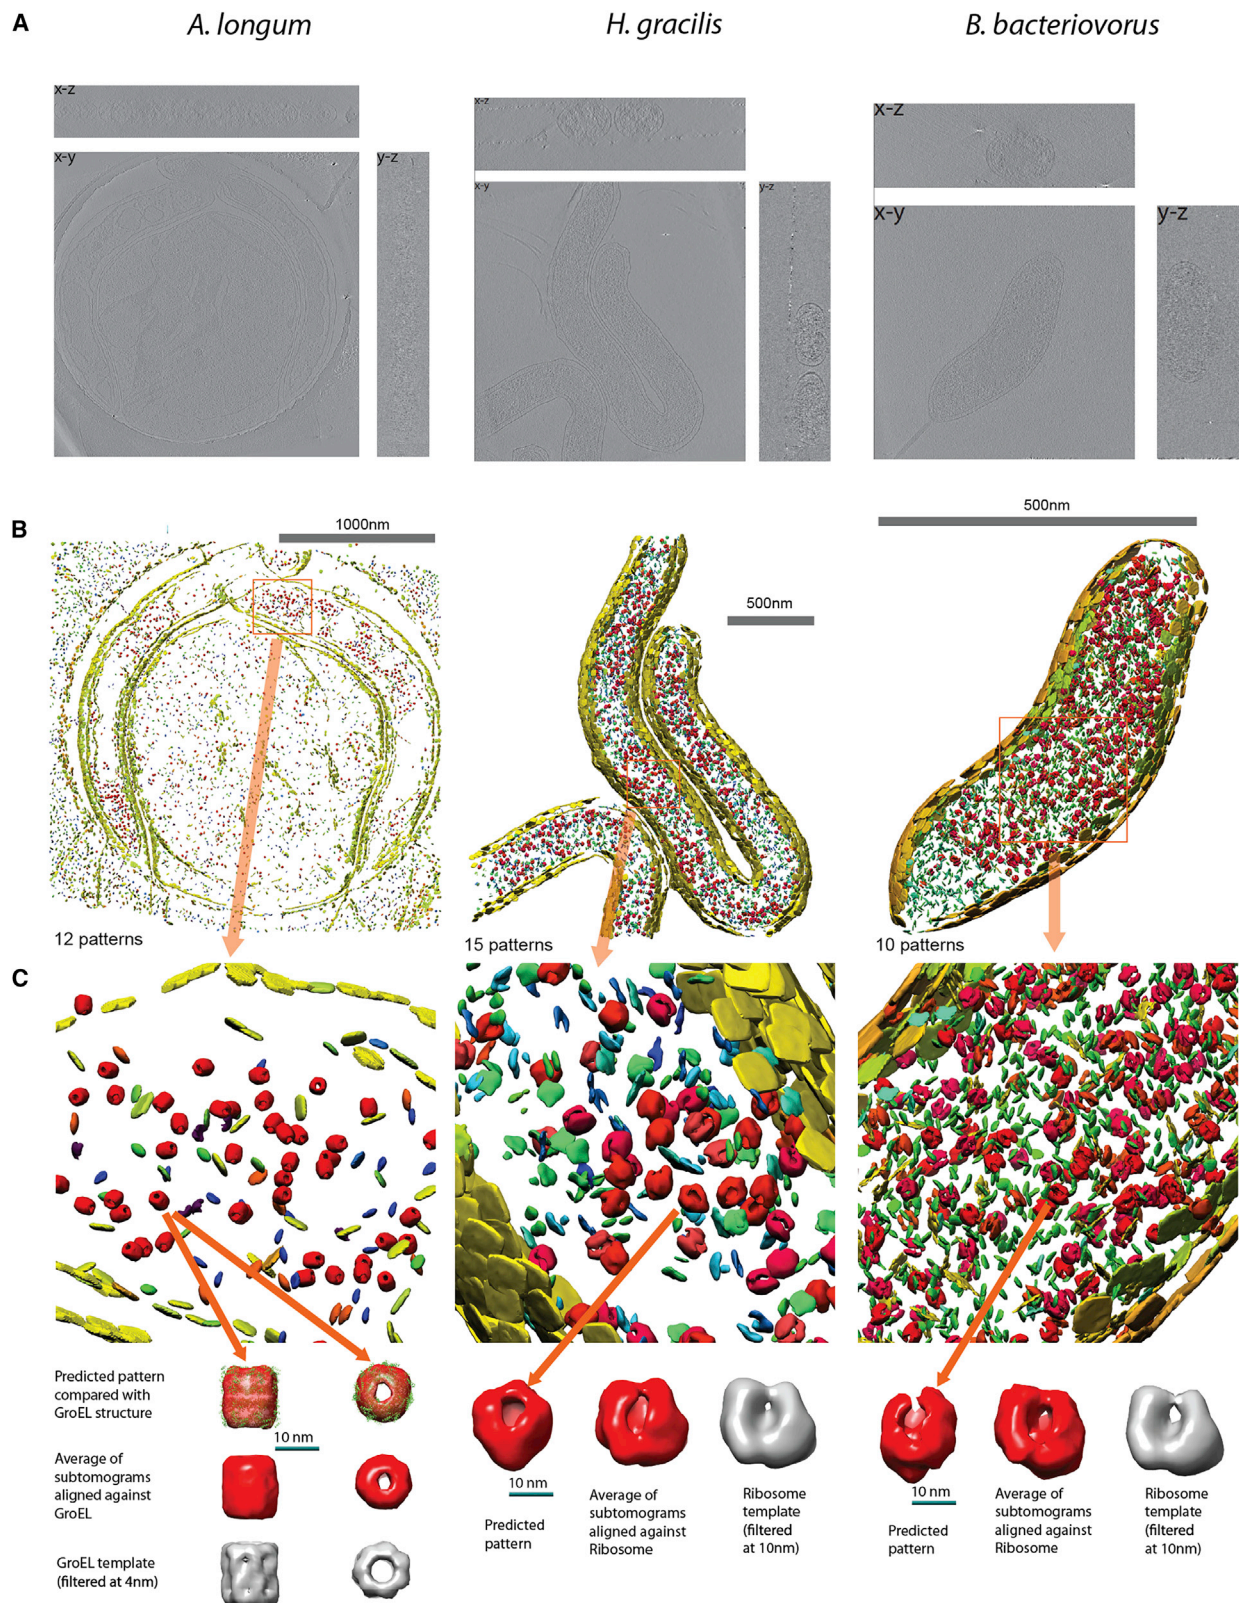 A
A. longum
H. gracilis
B. bacteriovorus
x-z
x-y
y-z
x-z
x-y
y-z
x-z
x-y
y-z
B
1000nm
500nm
500nm
12 patterns
15 patterns
10 patterns
C
Predicted pattern
compared with
GroEL structure
10 nm
Average of
subtomograms
aligned against
GroEL
GroEL template
(filtered at 4nm)
10 nm
Predicted
pattern
Average of
subtomograms
aligned against
Ribosome
Ribosome
template
(filtered
at 10nm)
10 nm
Predicted
pattern
Average of
subtomograms
aligned against
Ribosome
Ribosome
template
(filtered
at 10nm)